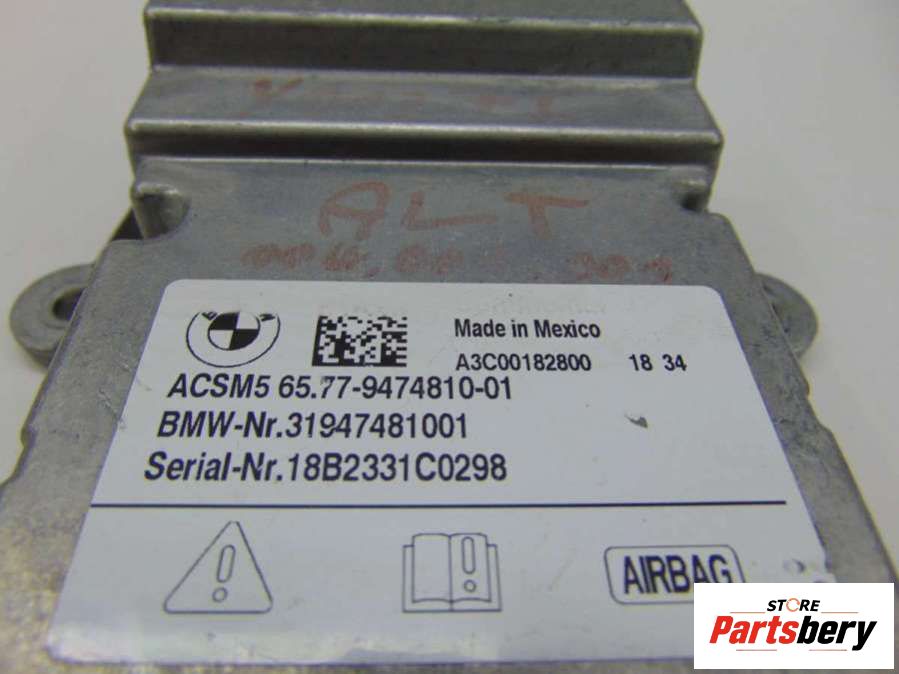 ALT
Made in Mexico
A3C00182800 18 34
ACSM5 65.77-9474810-01
BMW-Nr.31947481001
Serial-Nr.18B2331C0298
AIRBAG
STORE
Partsbery